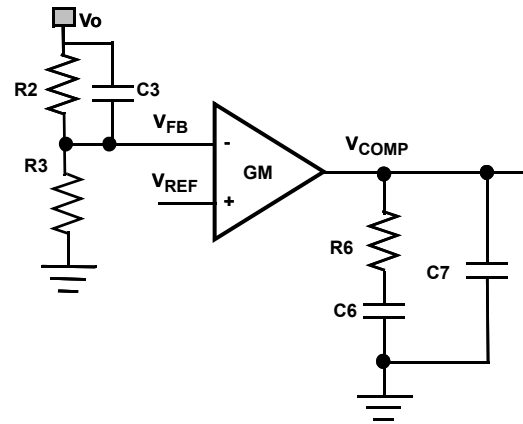 Vo
R2
C3
VFB
VCOMP
R3
-
GM
VREF
+
R6
C7
C6